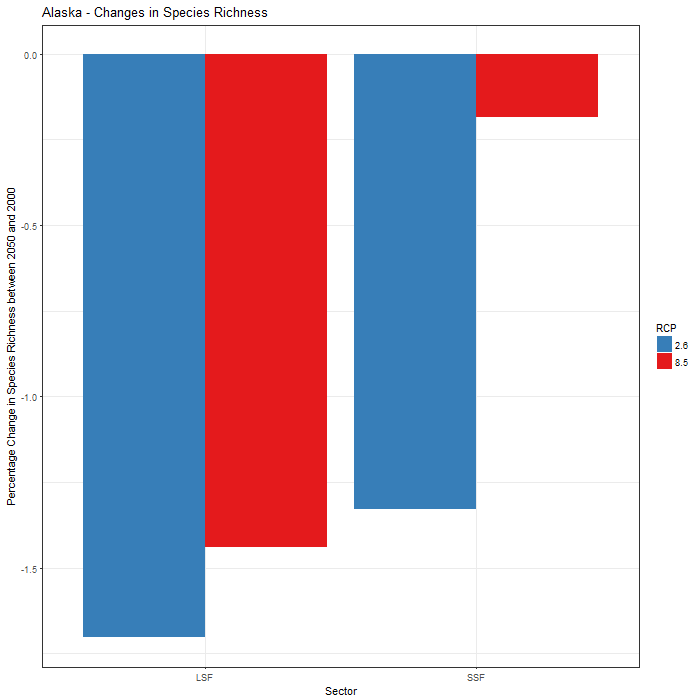 Alaska - Changes in Species Richness
Percentage Change in Species Richness between 2050 and 2000
0.0
-0.5
-1.0
-1.5
LSF
SSF
Sector
RCP
2.6
8.5